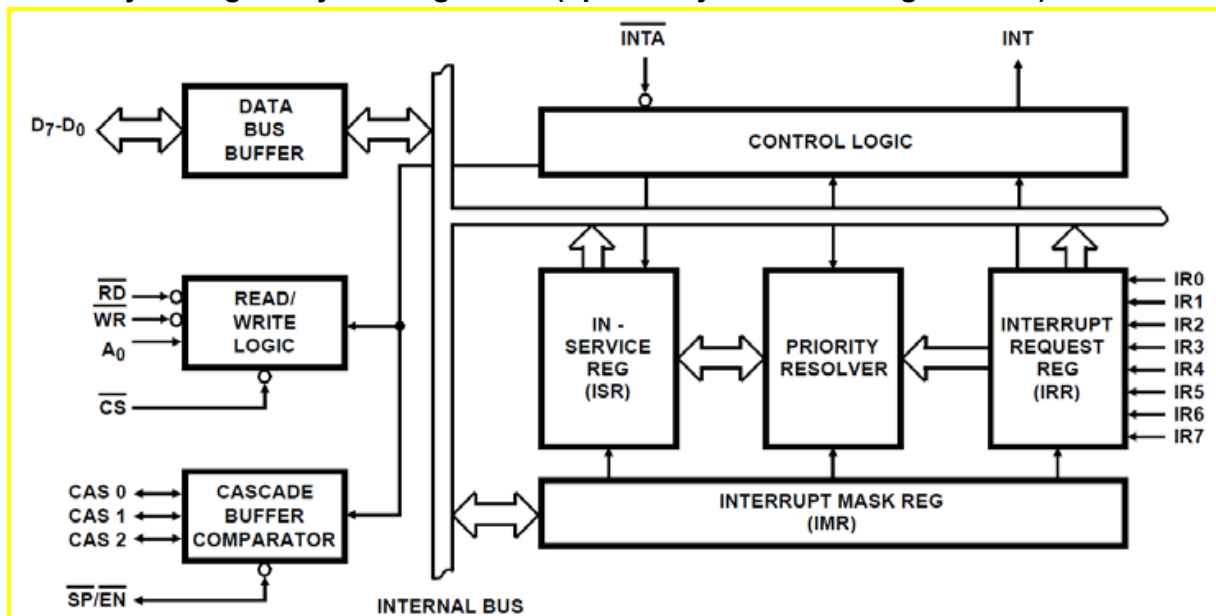 INTA
INT
D7-D0
DATA
BUS
BUFFER
CONTROL LOGIC
RD
WR
A0
CS
READ/
WRITE
LOGIC
IN -
SERVICE
REG
(ISR)
PRIORITY
RESOLVER
INTERRUPT
REQUEST
REG
(IRR)
IR0
IR1
IR2
IR3
IR4
IR5
IR6
IR7
CAS 0
CAS 1
CAS 2
CASCADE
BUFFER
COMPARATOR
INTERRUPT MASK REG
(IMR)
SP/EN
INTERNAL BUS